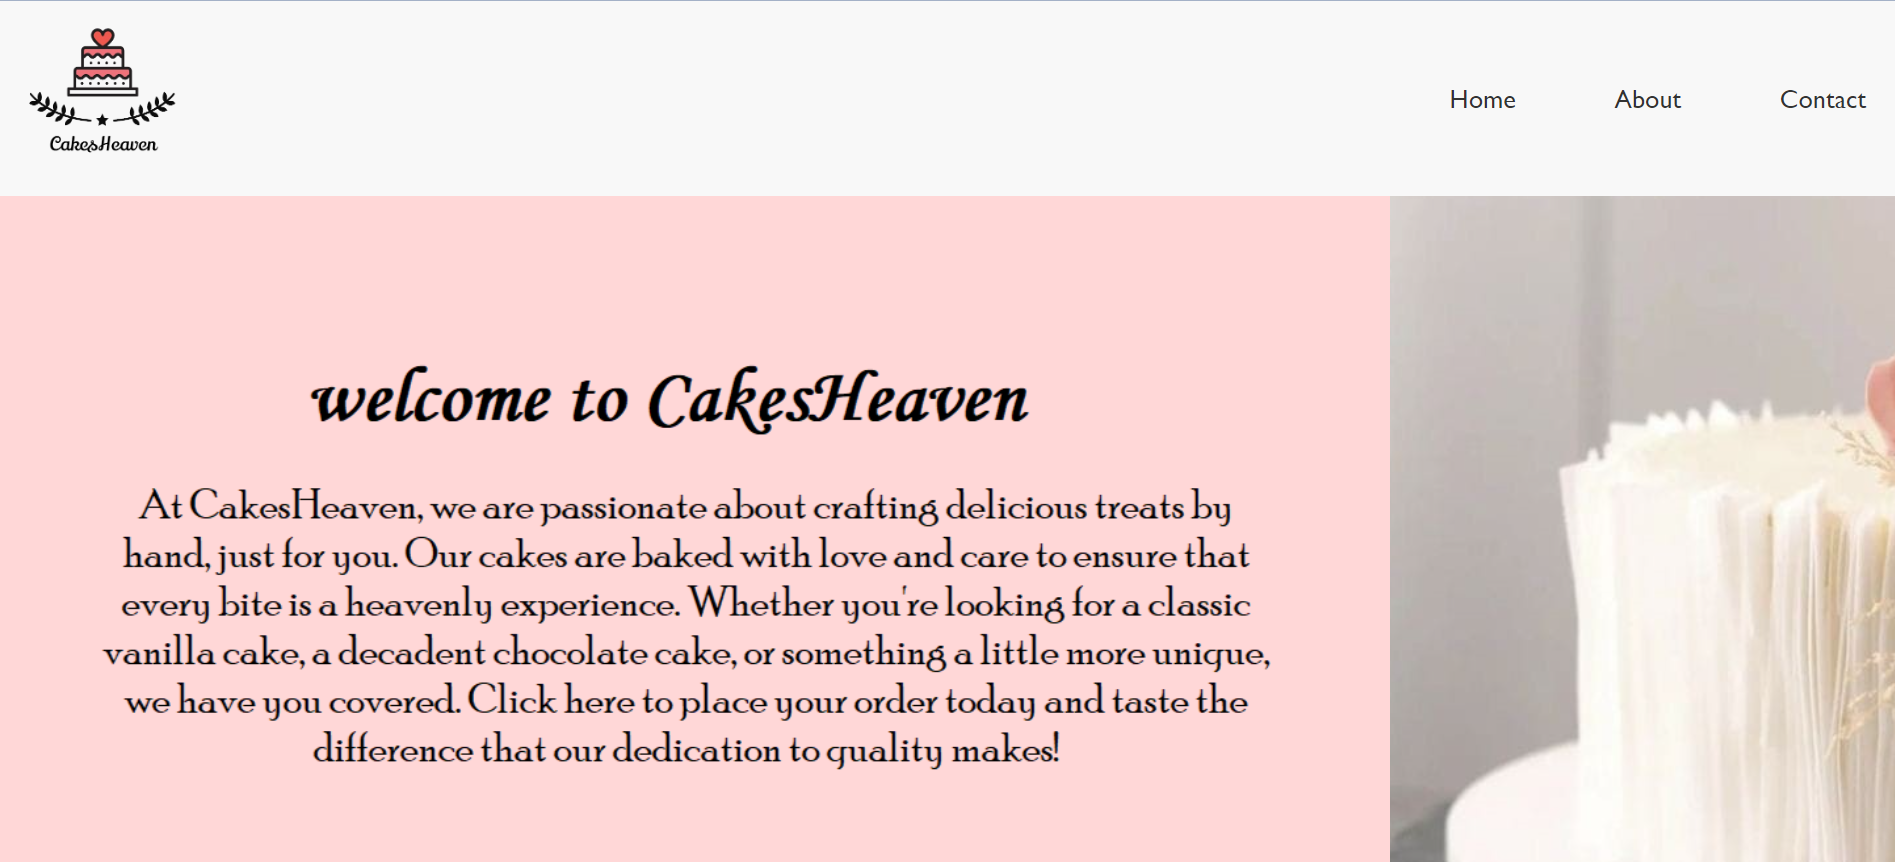 CakesHeaven
Home About Contact
welcome to CakesHeaven
At CakesHeaven, we are passionate about crafting delicious treats by
hand, just for you. Our cakes are baked with love and care to ensure that
every bite is a heavenly experience. Whether you're looking for a classic
vanilla cake, a decadent chocolate cake, or something a little more unique,
we have you covered. Click here to place your order today and taste the
difference that our dedication to quality makes!